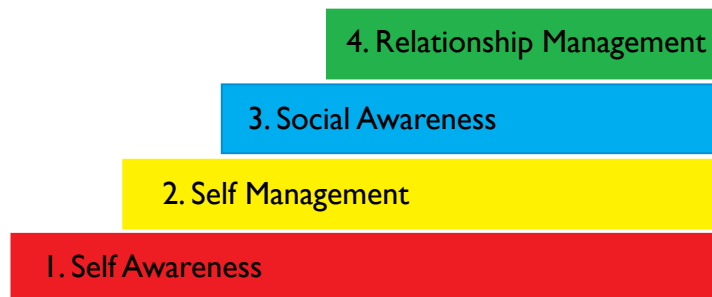 4. Relationship Management
3. Social Awareness
2. Self Management
1. Self Awareness